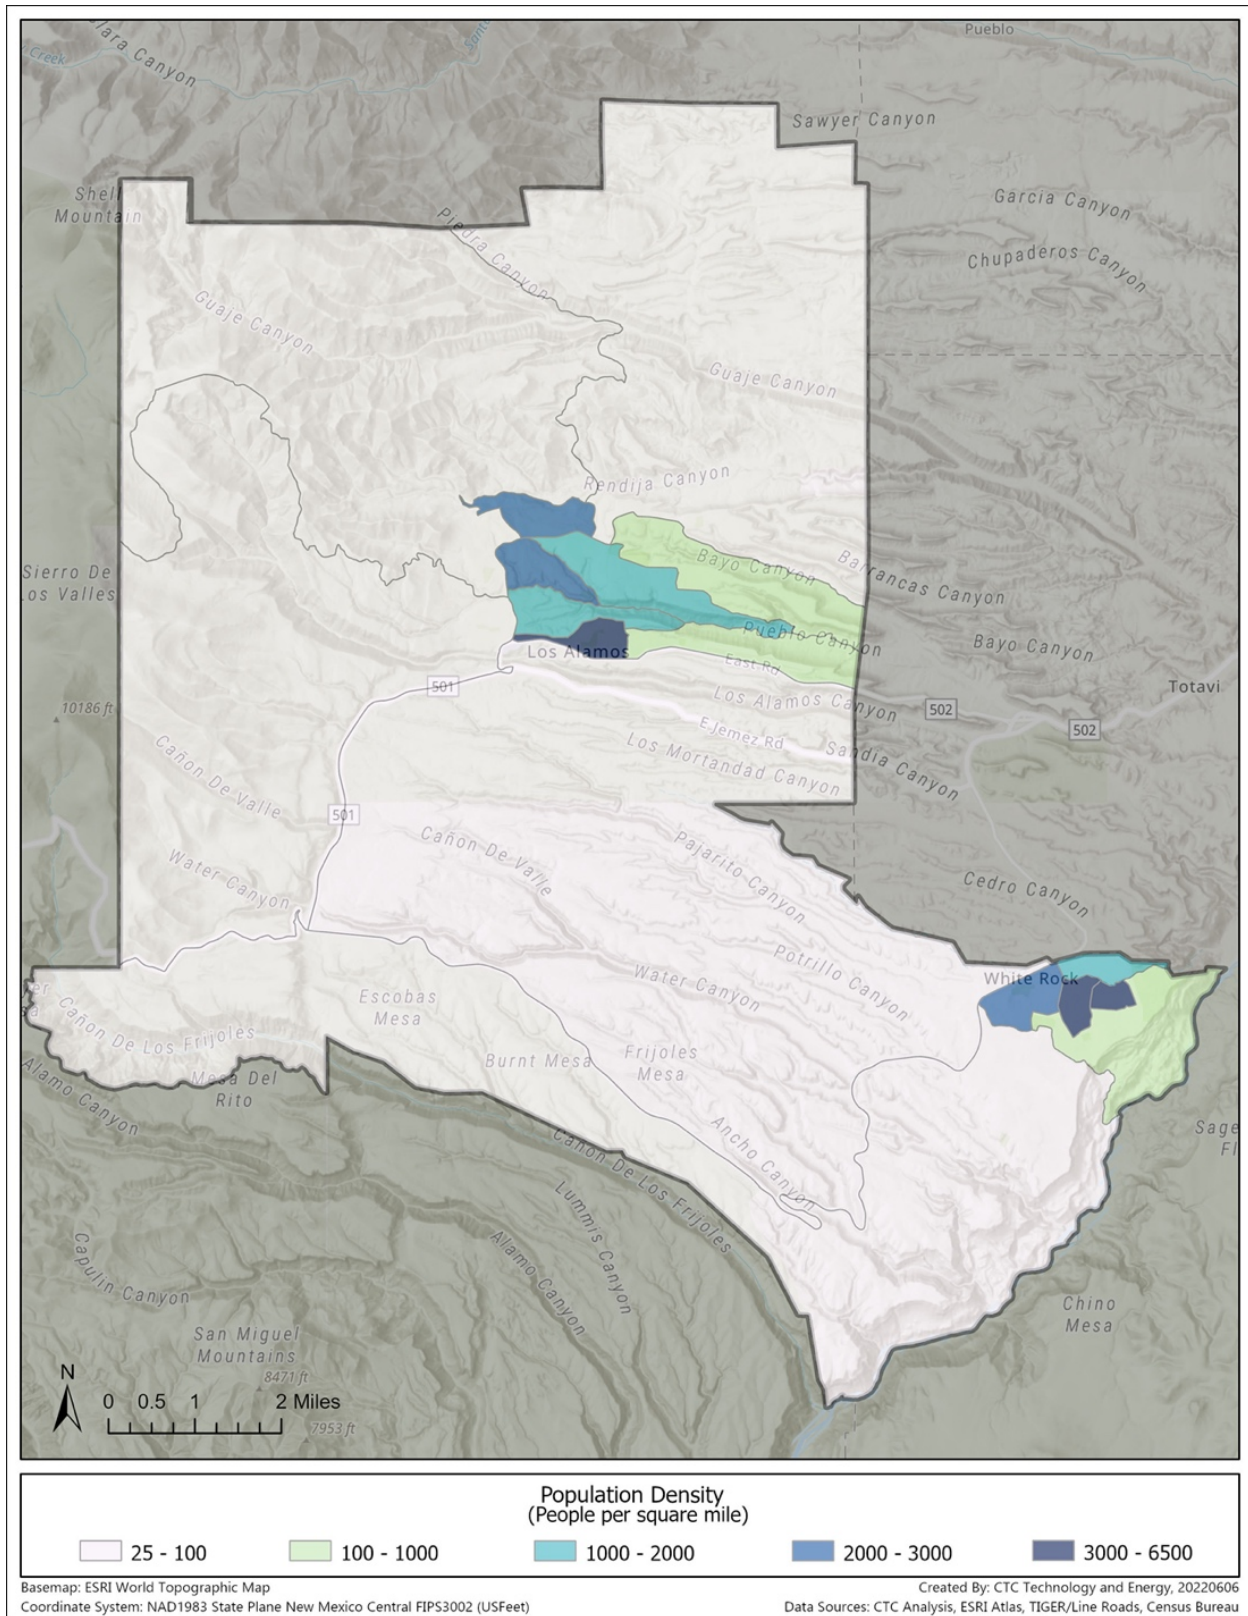 Pueblo
Clara Canyon
Creek
Sawyer Canyon
Shell
Mountain
Garcia Canyon
Piedra Canyon
Chupaderos Canyon
Guaje Canyon
Guaje Canyon
Rendija Canyon
Bayo Canyon
Barrancas Canyon
Sierro De
Los Valles
Pueblo Canyon
Bayo Canyon
Los Alamos
East Rd
Totavi
501
Los Alamos Canyon
502
502
10186 ft
E Jemez Rd
Sandia Canyon
Los Mortandad Canyon
Cañon De Valle
501
Cañon De Valle
Pajarito Canyon
Water Canyon
Cedro Canyon
Potrillo Canyon
White Rock
Water Canyon
Escobas
Mesa
Cañon De Los Frijoles
Burnt Mesa
Frijoles
Mesa
Mesa Del
Rito
Alamo Canyon
Ancho Canyon
Cañon De Los Frijoles
Lummis Canyon
Alamo Canyon
Capulin Canyon
Chino
Mesa
San Miguel
Mountains
8471 ft
7953 ft
N
0 0.5 1 2 Miles
Population Density
(People per square mile)
25 - 100 100 - 1000 1000 - 2000 2000 - 3000 3000 - 6500
Basemap: ESRI World Topographic Map
Created By: CTC Technology and Energy, 20220606
Coordinate System: NAD1983 State Plane New Mexico Central FIPS3002 (USFeet)
Data Sources: CTC Analysis, ESRI Atlas, TIGER/Line Roads, Census Bureau